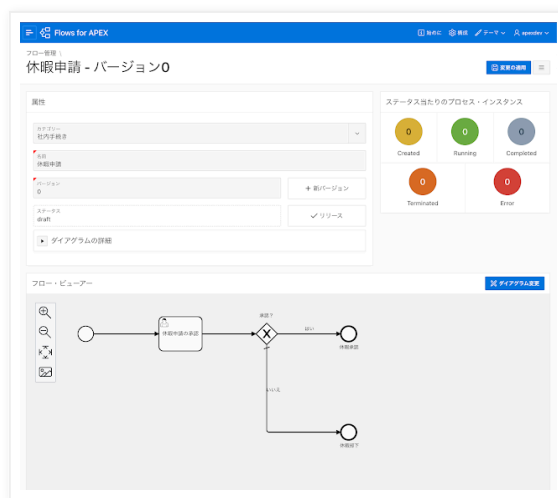 Flows for APEX
始めに
構成
テーマ
apexdev
フロー管理 \
休暇申請 - バージョン0
変更の適用
属性
カテゴリー
社内手続き
名前
休暇申請
バージョン
0
+ 新バージョン
ステータス
draft
リリース
ダイアグラムの詳細
ステータス当たりのプロセス・インスタンス
0
Created
0
Running
0
Completed
0
Terminated
0
Error
フロー・ビューアー
ダイアグラム変更
休暇申請の承認
承認?
はい
休暇承認
いいえ
休暇却下